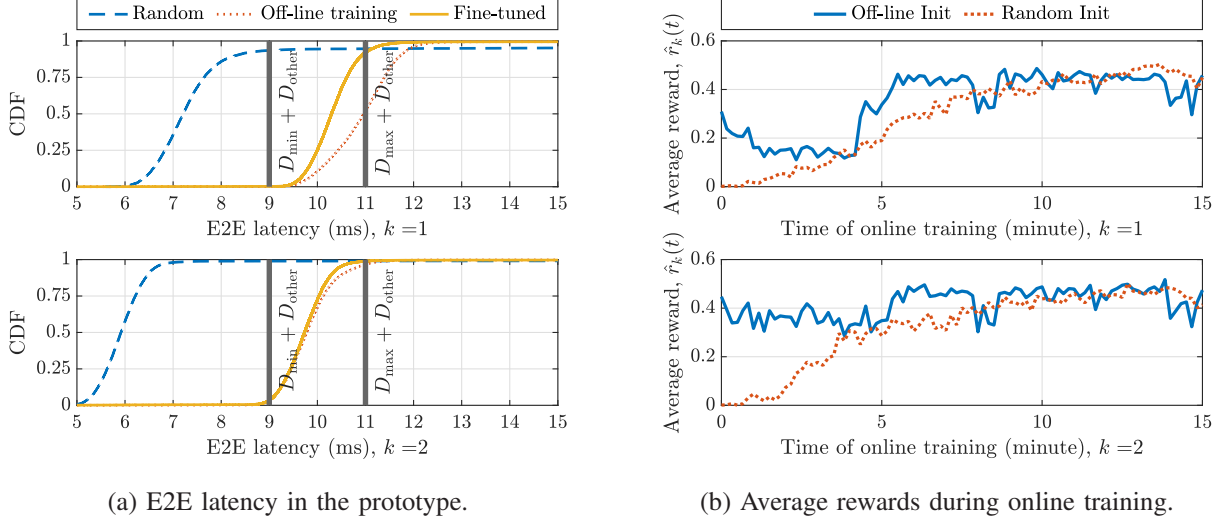 Random Off-line training Fine-tuned
CDF
1
0.75
0.5
0.25
0
D_min + D_other
D_max + D_other
5 6 7 8 9 10 11 12 13 14 15
E2E latency (ms), k =1
CDF
1
0.75
0.5
0.25
0
D_min + D_other
D_max + D_other
5 6 7 8 9 10 11 12 13 14 15
E2E latency (ms), k =2
(a) E2E latency in the prototype.
Off-line Init Random Init
Average reward, r̂_k(t)
0.6
0.4
0.2
0
0 5 10 15
Time of online training (minute), k =1
Average reward, r̂_k(t)
0.6
0.4
0.2
0
0 5 10 15
Time of online training (minute), k =2
(b) Average rewards during online training.